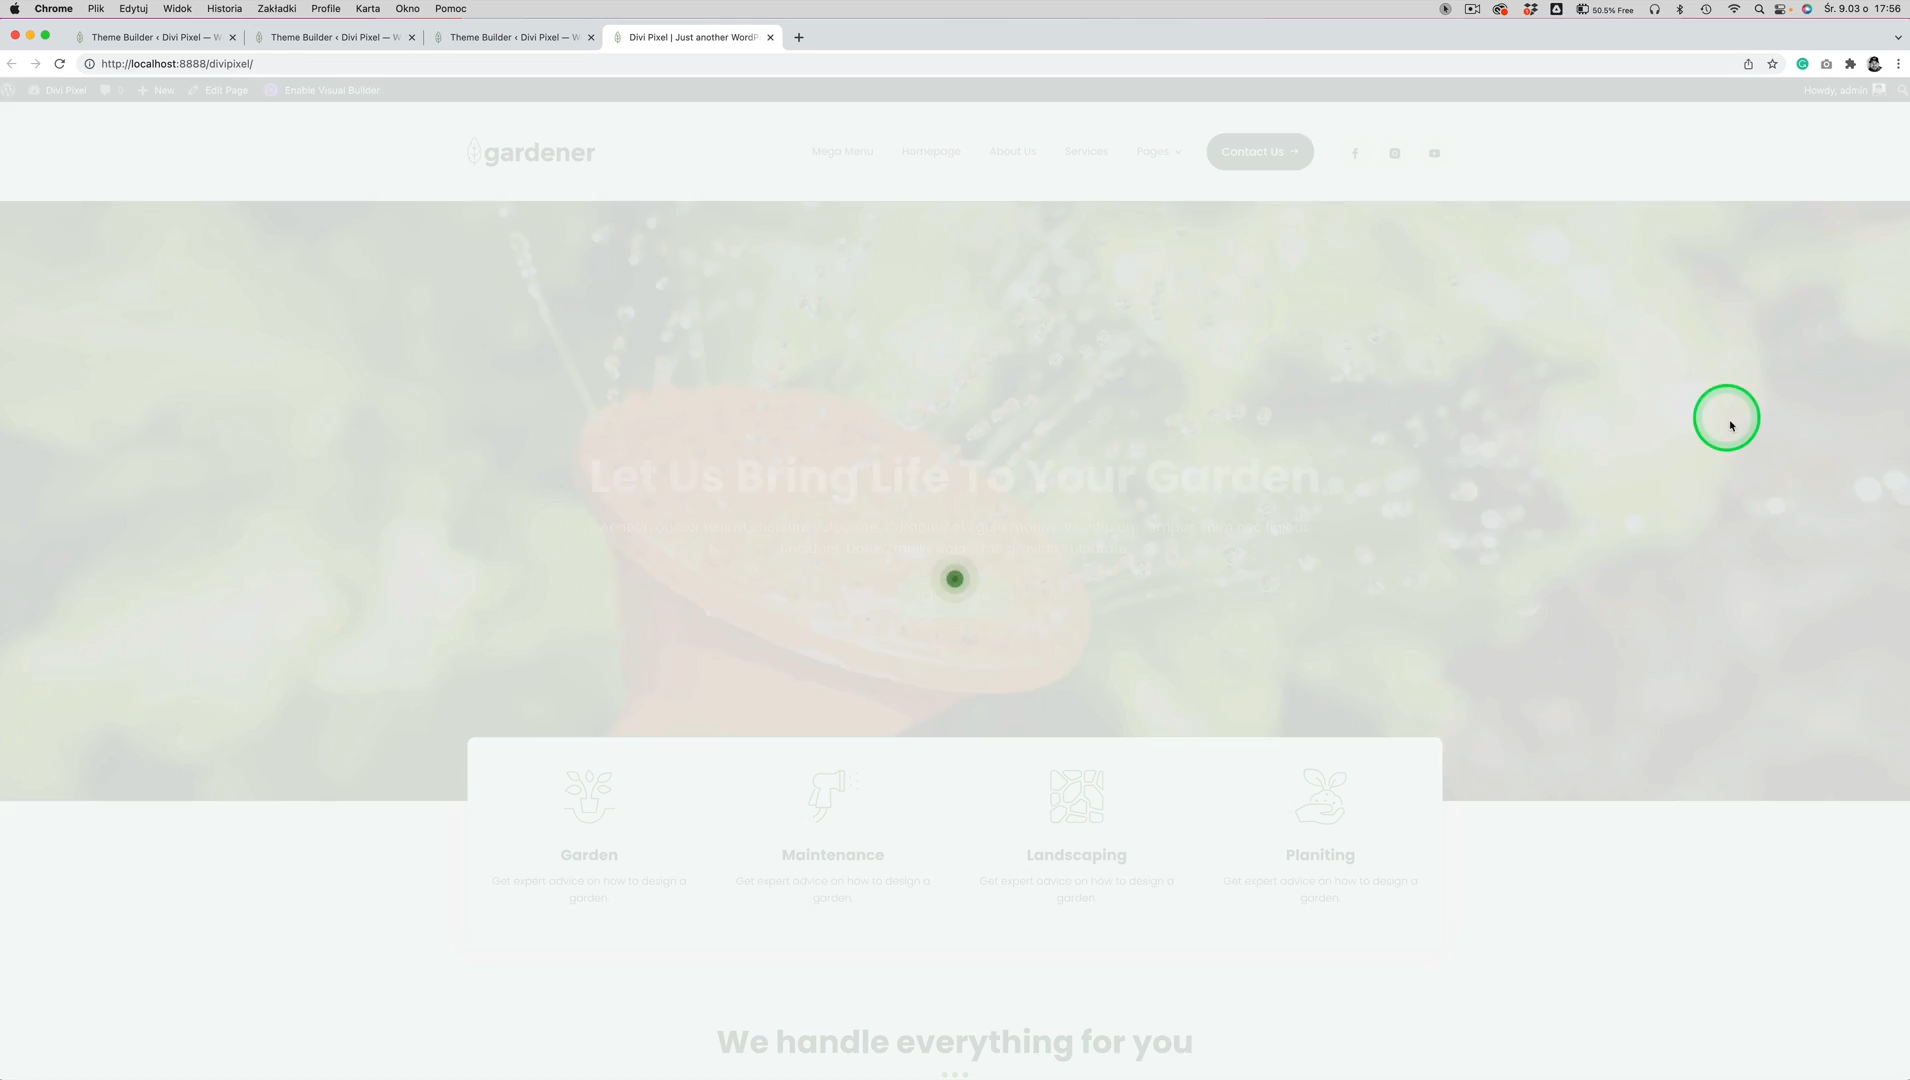 Chrome Plik Edytuj Widok Historia Zakładki Profile Karta Okno Pomoc 50.5% Free Śr. 9.03 o 17:56
Theme Builder ‹ Divi Pixel — W Theme Builder ‹ Divi Pixel — W Theme Builder ‹ Divi Pixel — W Divi Pixel | Just another WordP
http://localhost:8888/divipixel/
Divi Pixel 0 New Edit Page Enable Visual Builder Howdy, admin
gardener Mega Menu Homepage About Us Services Pages Contact Us →
Let Us Bring Life To Your Garden
Garden Maintenance Landscaping Planiting
Get expert advice on how to design a Get expert advice on how to design a Get expert advice on how to design a Get expert advice on how to design a
garden. garden. garden. garden.
We handle everything for you